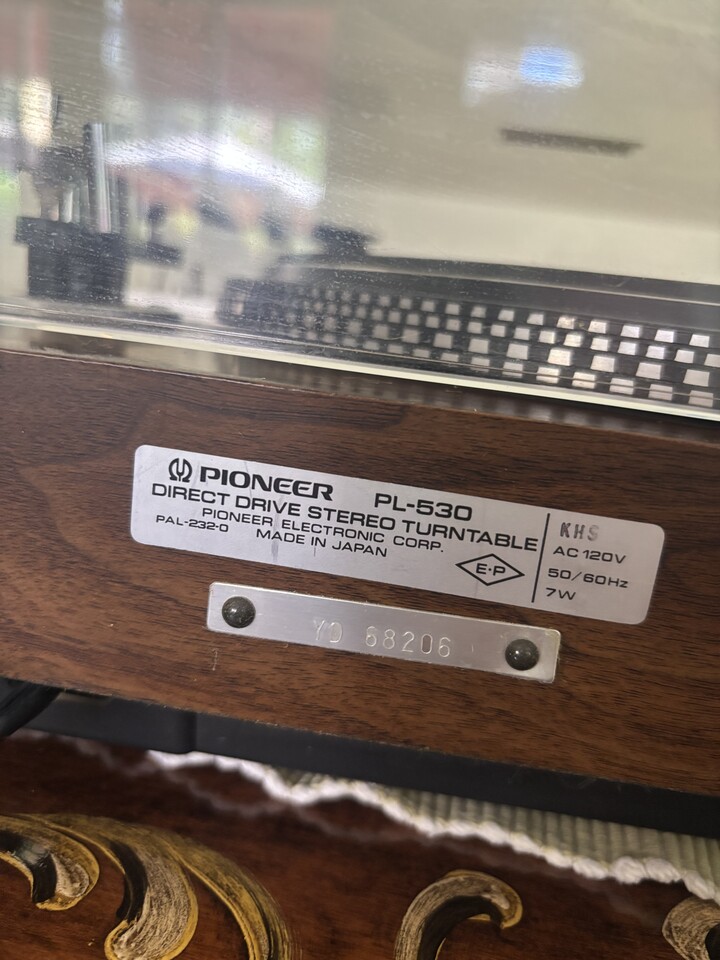 PIONEER PL-530
DIRECT DRIVE STEREO TURNTABLE
PIONEER ELECTRONIC CORP.
PAL-232-0 MADE IN JAPAN
E·P
KHS
AC 120V
50/60Hz
7W
YD 68206